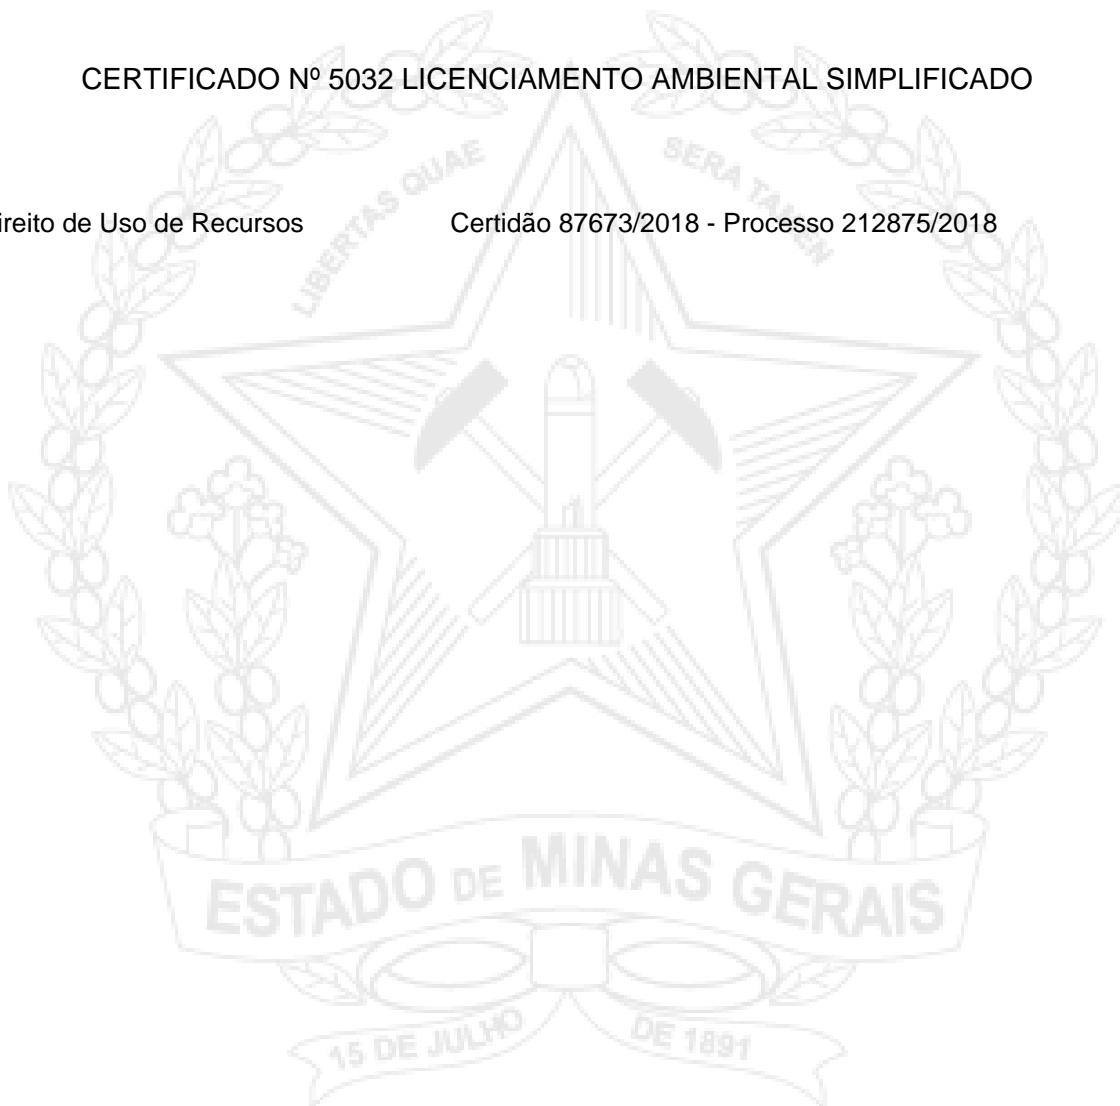 CERTIFICADO Nº 5032 LICENCIAMENTO AMBIENTAL SIMPLIFICADO
LIBERTAS QUAE SERA TAMEN
ireito de Uso de Recursos Certidão 87673/2018 - Processo 212875/2018
ESTADO DE MINAS GERAIS
15 DE JULHO DE 1891